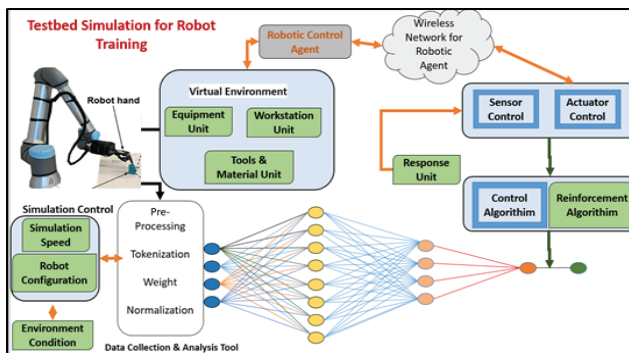 Testbed Simulation for Robot
Training
Robotic Control
Agent
Wireless
Network for
Robotic Agent
Robot hand
Virtual Environment
Equipment
Unit
Workstation
Unit
Tools &
Material Unit
Sensor
Control
Actuator
Control
Response
Unit
Control
Algorithim
Reinforcement
Algorithim
Simulation Control
Simulation
Speed
Robot
Configuration
Environment
Condition
Pre-
Processing
Tokenization
Weight
Normalization
Data Collection & Analysis Tool